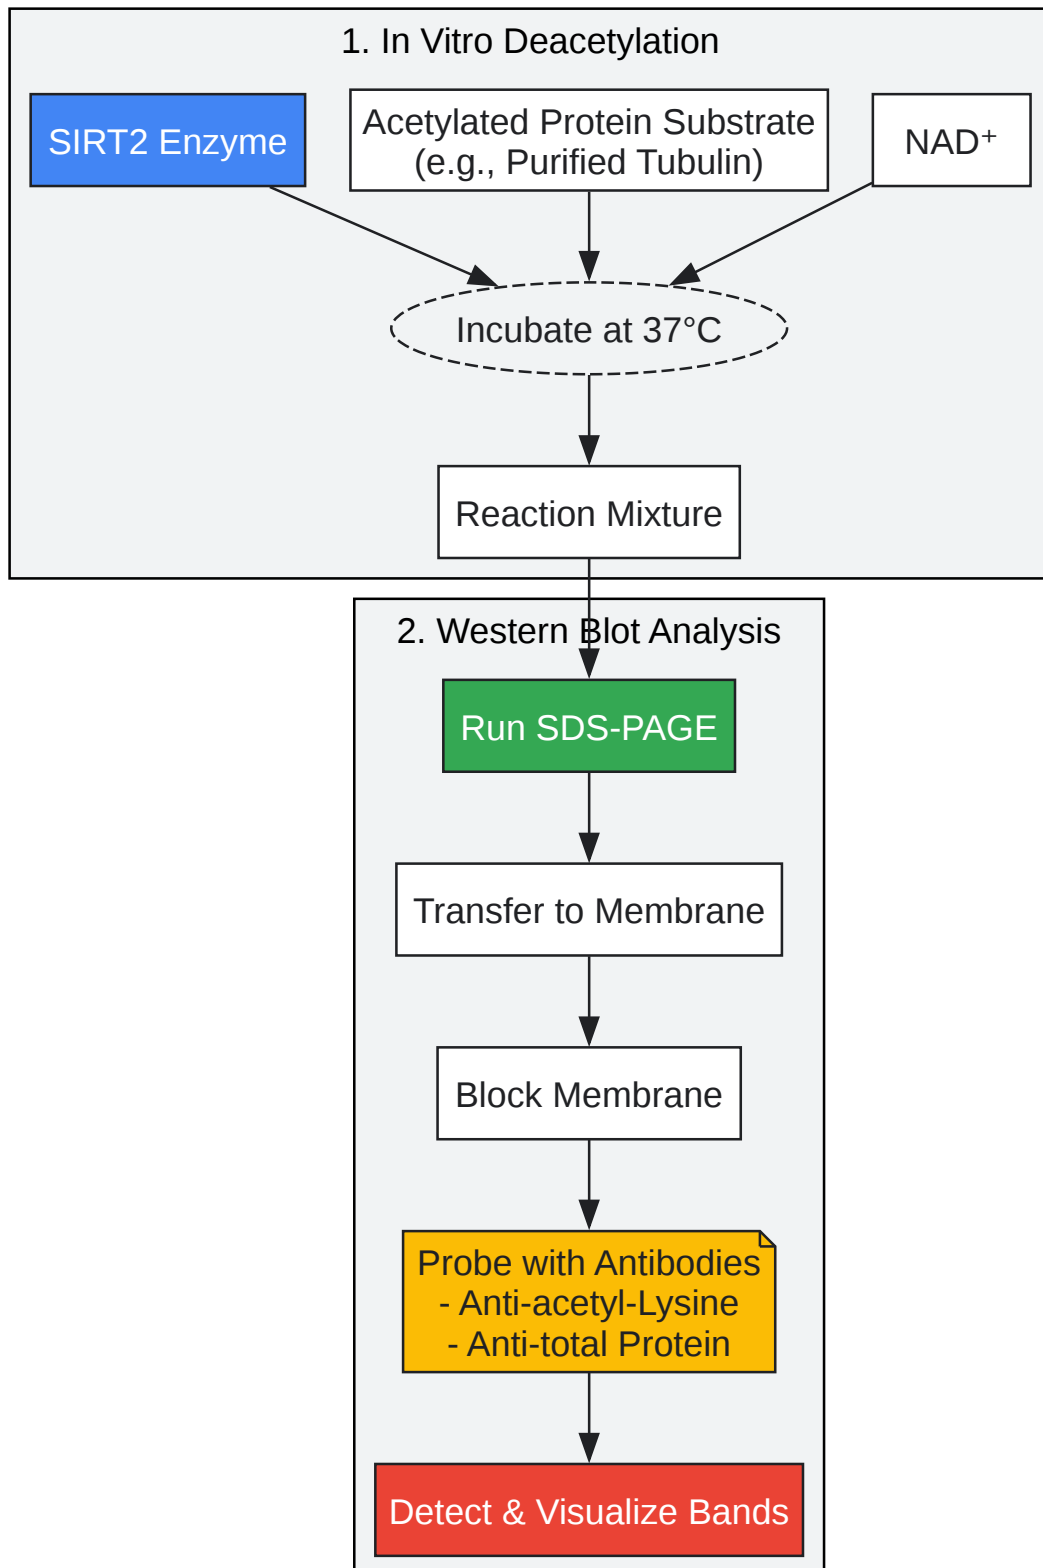 1. In Vitro Deacetylation
SIRT2 Enzyme
Acetylated Protein Substrate
(e.g., Purified Tubulin)
NAD⁺
Incubate at 37°C
Reaction Mixture
2. Western Blot Analysis
Run SDS-PAGE
Transfer to Membrane
Block Membrane
Probe with Antibodies
- Anti-acetyl-Lysine
- Anti-total Protein
Detect & Visualize Bands